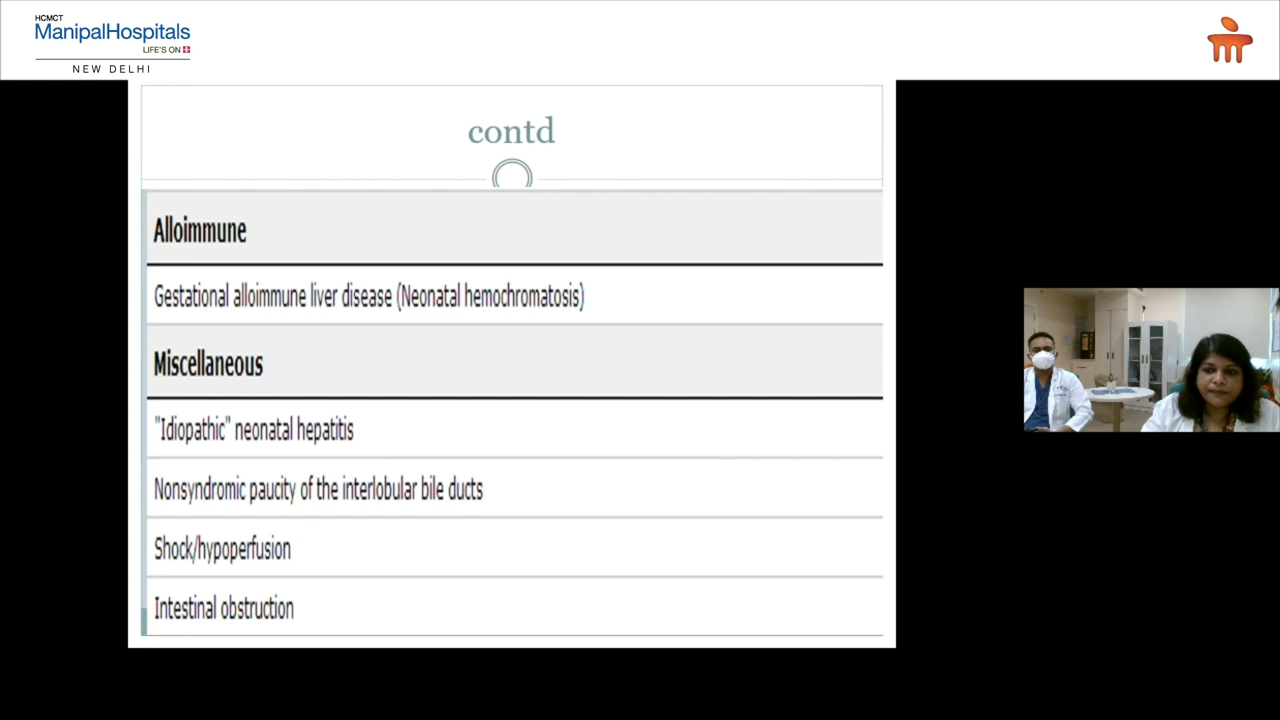 HCMCT
ManipalHospitals
LIFE'S ON
NEW DELHI
contd
Alloimmune
Gestational alloimmune liver disease (Neonatal hemochromatosis)
Miscellaneous
"Idiopathic" neonatal hepatitis
Nonsyndromic paucity of the interlobular bile ducts
Shock/hypoperfusion
Intestinal obstruction